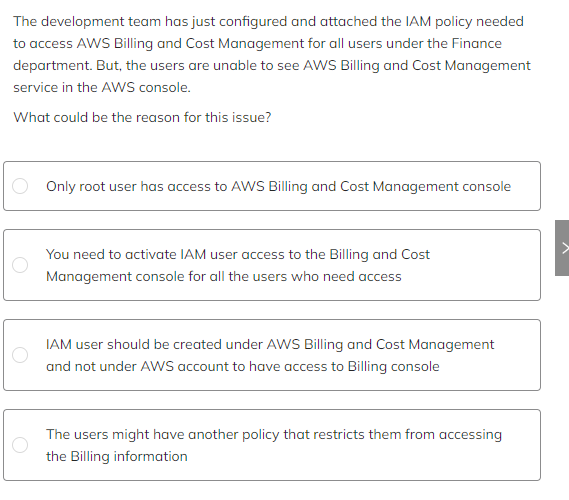 The development team has just configured and attached the IAM policy needed
to access AWS Billing and Cost Management for all users under the Finance
department. But, the users are unable to see AWS Billing and Cost Management
service in the AWS console.
What could be the reason for this issue?
Only root user has access to AWS Billing and Cost Management console
You need to activate IAM user access to the Billing and Cost
Management console for all the users who need access
IAM user should be created under AWS Billing and Cost Management
and not under AWS account to have access to Billing console
The users might have another policy that restricts them from accessing
the Billing information